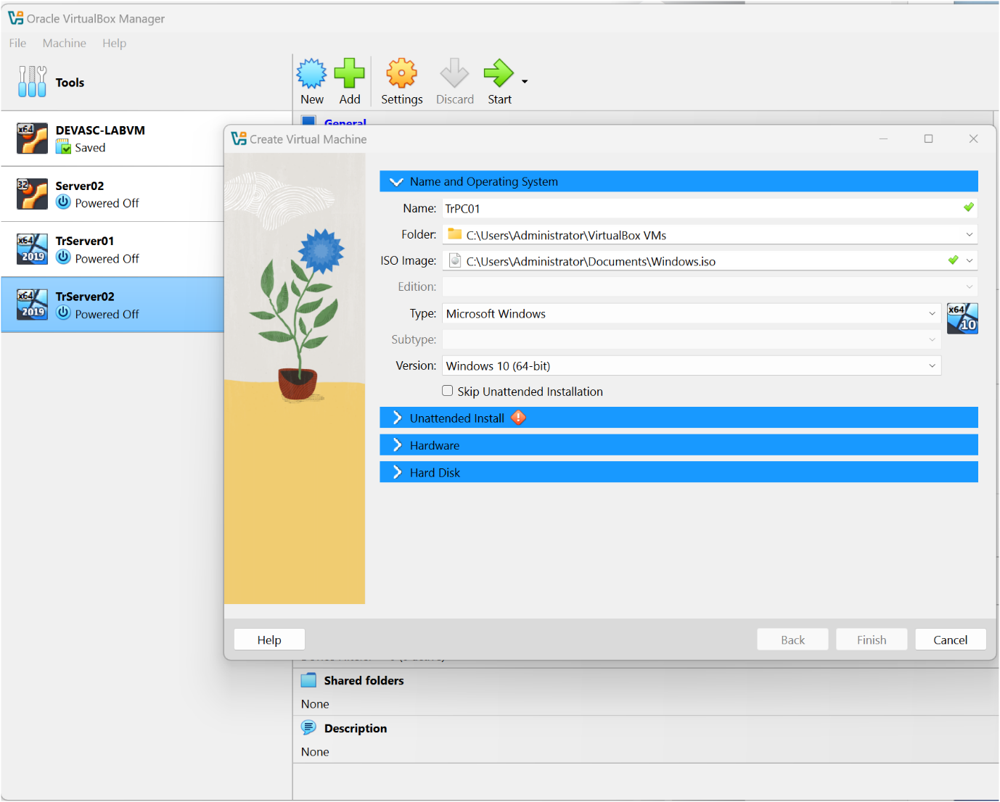 Oracle VirtualBox Manager
File Machine Help
Tools
New Add Settings Discard Start
x64
DEVASC-LABVM
Saved
32
Server02
Powered Off
x64
2019
TrServer01
Powered Off
x64
2019
TrServer02
Powered Off
General
Create Virtual Machine
Name and Operating System
Name: TrPC01
Folder: C:\Users\Administrator\VirtualBox VMs
ISO Image: C:\Users\Administrator\Documents\Windows.iso
Edition:
Type: Microsoft Windows
x64
10
Subtype:
Version: Windows 10 (64-bit)
Skip Unattended Installation
Unattended Install
Hardware
Hard Disk
Help Back Finish Cancel
Shared folders
None
Description
None